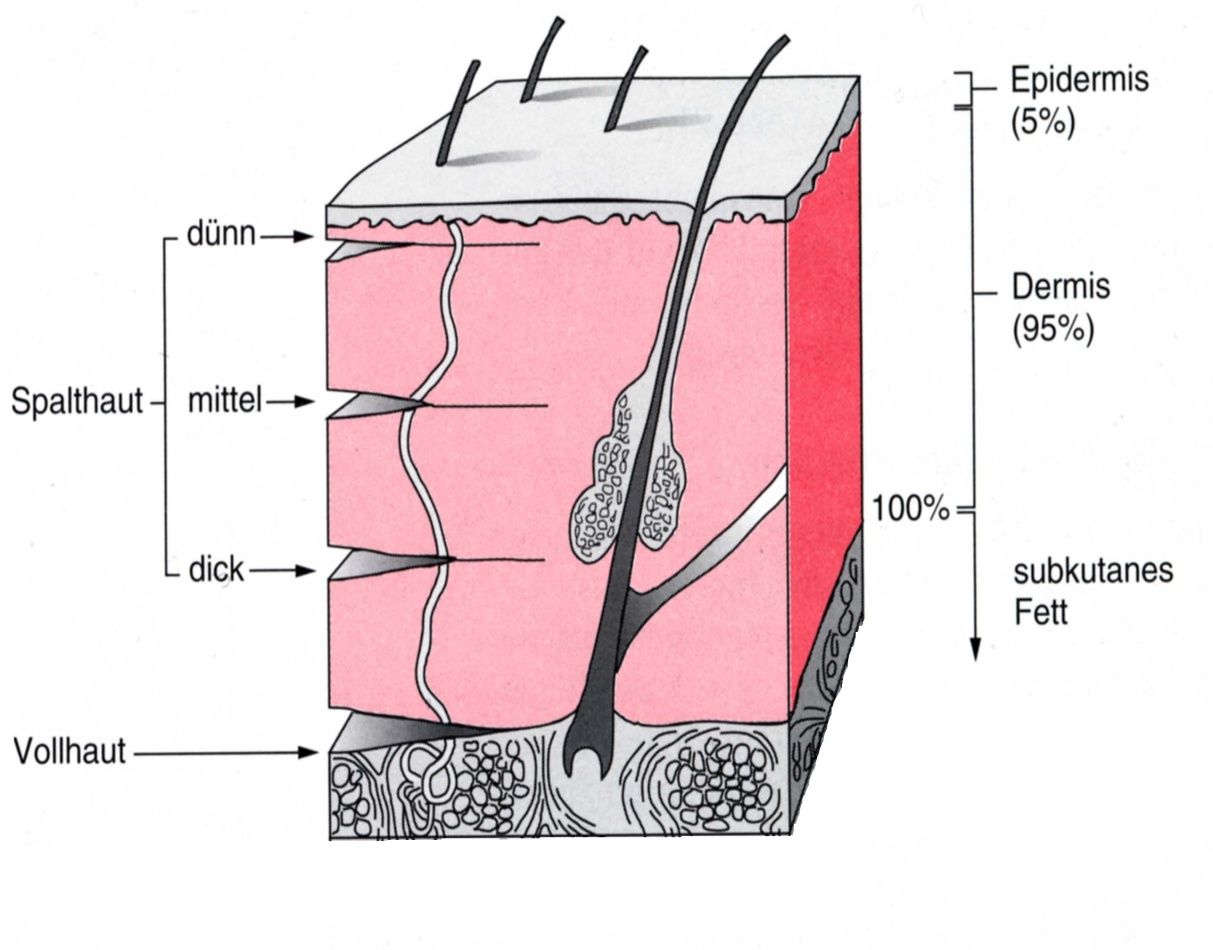 Epidermis
(5%)
dünn
Dermis
(95%)
Spalthaut
mittel
100%
dick
subkutanes
Fett
Vollhaut